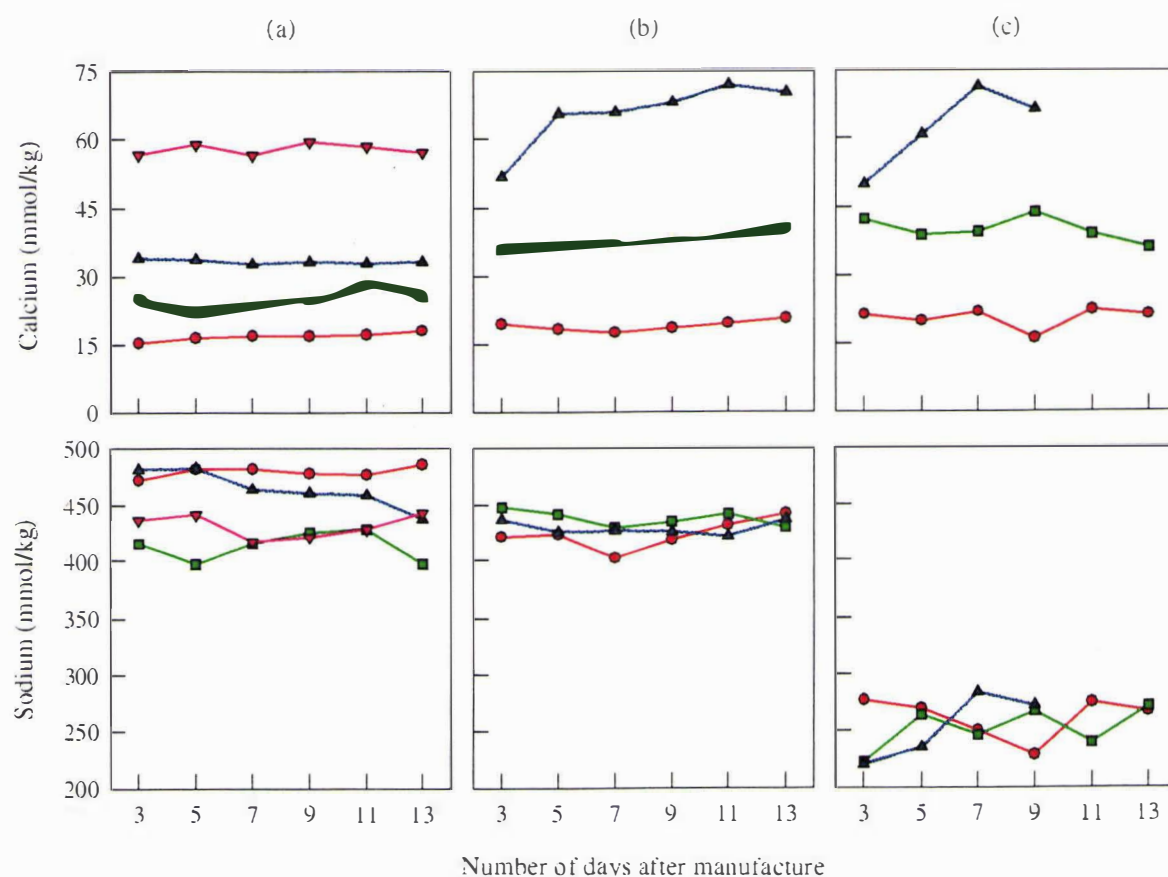 (a) (b) (c)
Calcium (mmol/kg)
75
60
45
30
15
0
Sodium (mmol/kg)
500
450
400
350
300
250
200
3 5 7 9 11 13 3 5 7 9 11 13 3 5 7 9 11 13
Number of days after manufacture